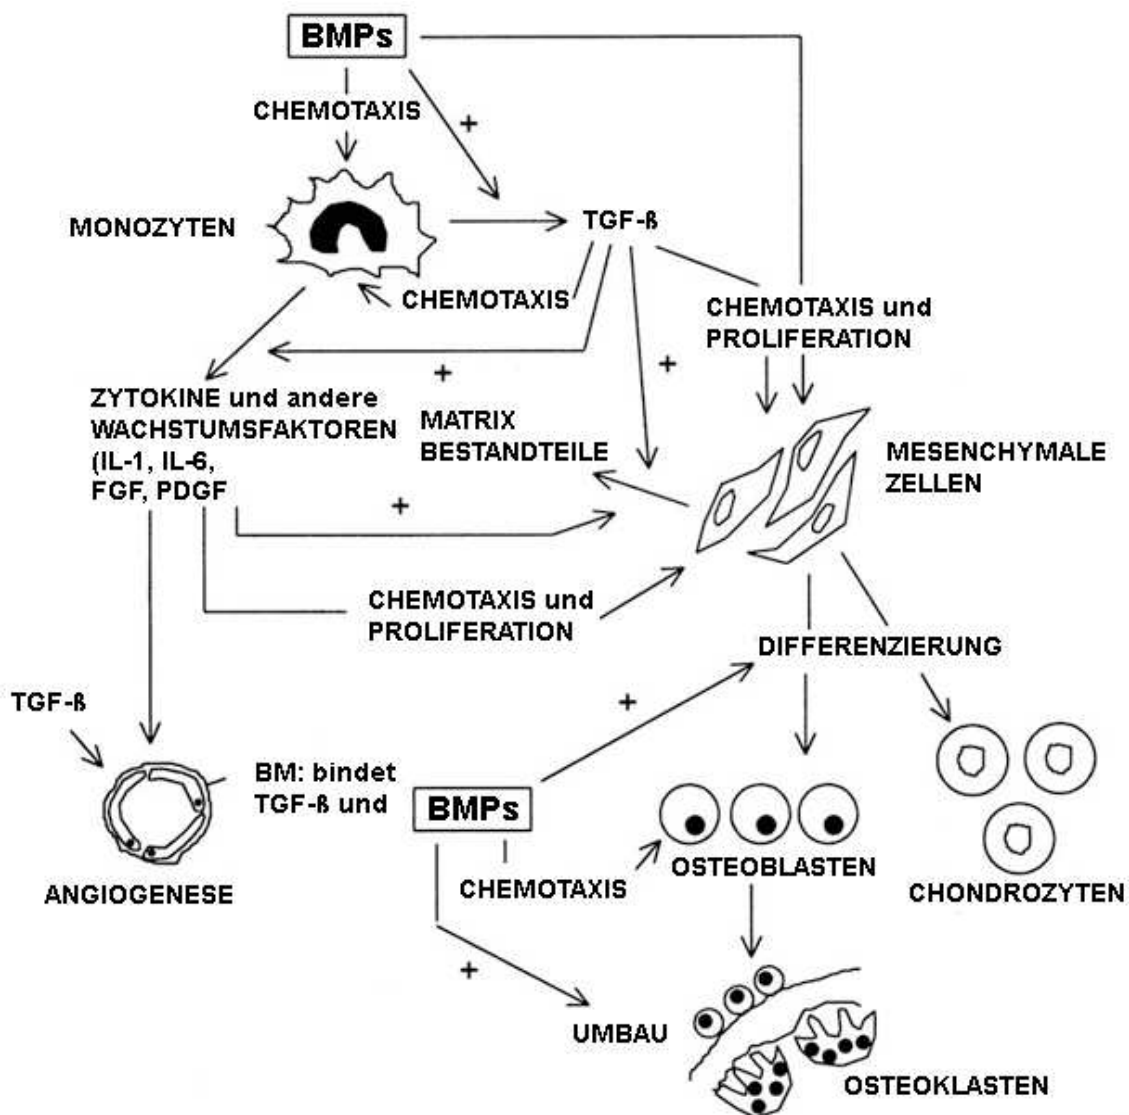 BMPs
CHEMOTAXIS
+
MONOZYTEN
TGF-ß
CHEMOTAXIS
CHEMOTAXIS und
PROLIFERATION
+
+
ZYTOKINE und andere
WACHSTUMSFAKTOREN
(IL-1, IL-6,
FGF, PDGF
MATRIX
BESTANDTEILE
MESENCHYMALE
ZELLEN
+
CHEMOTAXIS und
PROLIFERATION
DIFFERENZIERUNG
+
TGF-ß
BM: bindet
TGF-ß und
BMPs
ANGIOGENESE
CHEMOTAXIS
OSTEOBLASTEN
CHONDROZYTEN
+
UMBAU
OSTEOKLASTEN